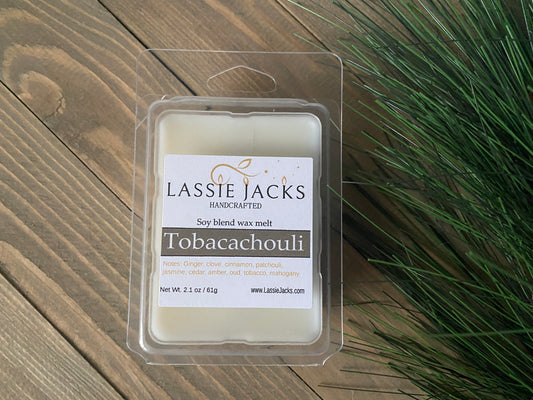 LASSIE JACKS
HANDCRAFTED
Soy blend wax melt
Tobacachouli
Notes: Ginger, clove, cinnamon, patchouli,
jasmine, cedar, amber, oud, tobacco, mahogany
Net Wt. 2.1 oz / 61g www.LassieJacks.com